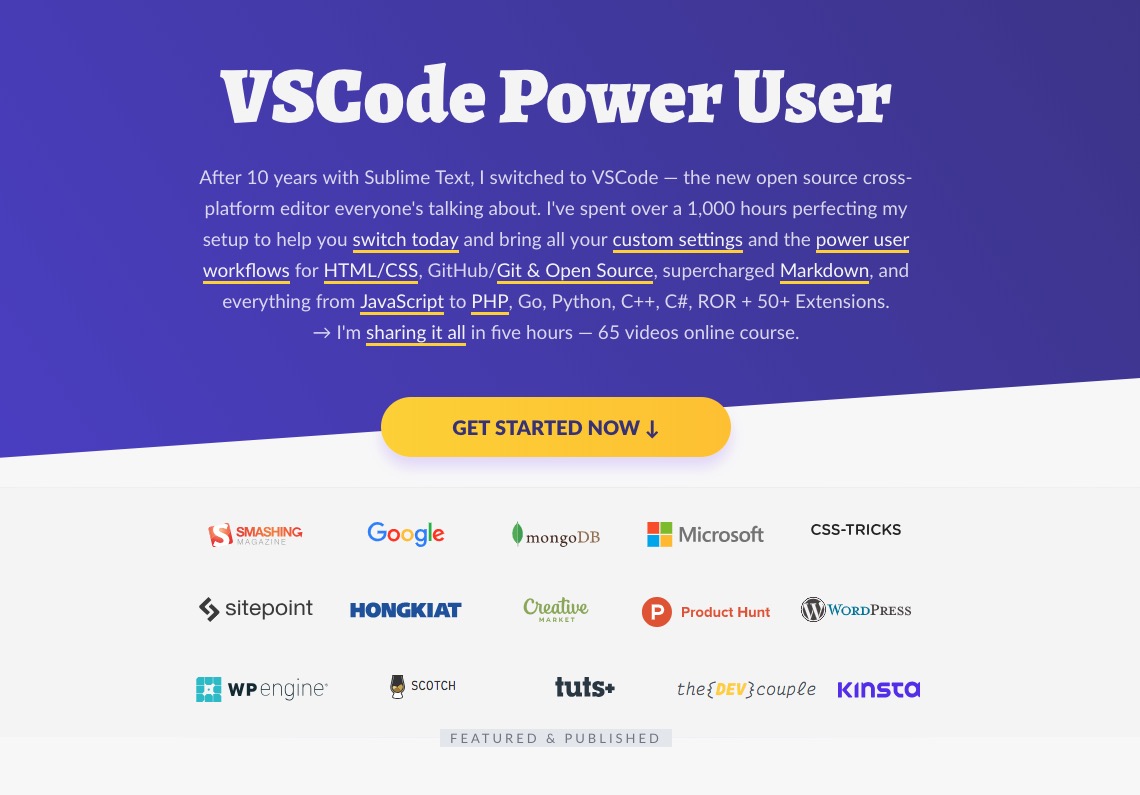 VSCode Power User
After 10 years with Sublime Text, I switched to VSCode — the new open source cross-
platform editor everyone's talking about. I've spent over a 1,000 hours perfecting my
setup to help you switch today and bring all your custom settings and the power user
workflows for HTML/CSS, GitHub/Git & Open Source, supercharged Markdown, and
everything from JavaScript to PHP, Go, Python, C++, C#, ROR + 50+ Extensions.
→ I'm sharing it all in five hours — 65 videos online course.
GET STARTED NOW ↓
SMASHING MAGAZINE Google mongoDB Microsoft CSS-TRICKS
sitepoint HONGKIAT Creative MARKET Product Hunt WORDPRESS
WP engine SCOTCH tuts+ the{DEV}couple KINSTA
FEATURED & PUBLISHED